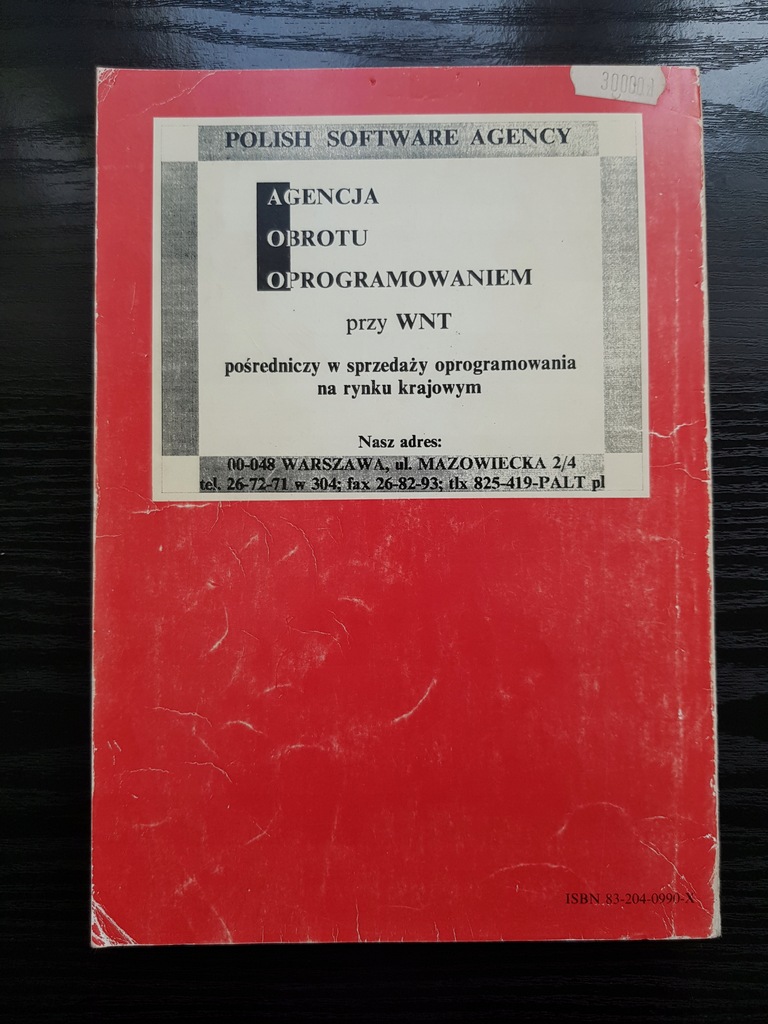 300000
POLISH SOFTWARE AGENCY
AGENCJA
OBROTU
OPROGRAMOWANIEM
przy WNT
pośredniczy w sprzedaży oprogramowania
na rynku krajowym
Nasz adres:
00-048 WARSZAWA, ul. MAZOWIECKA 2/4
tel. 26-72-71 w 304; fax 26-82-93; tlx 825-419-PALT pl
ISBN 83-204-0990-X